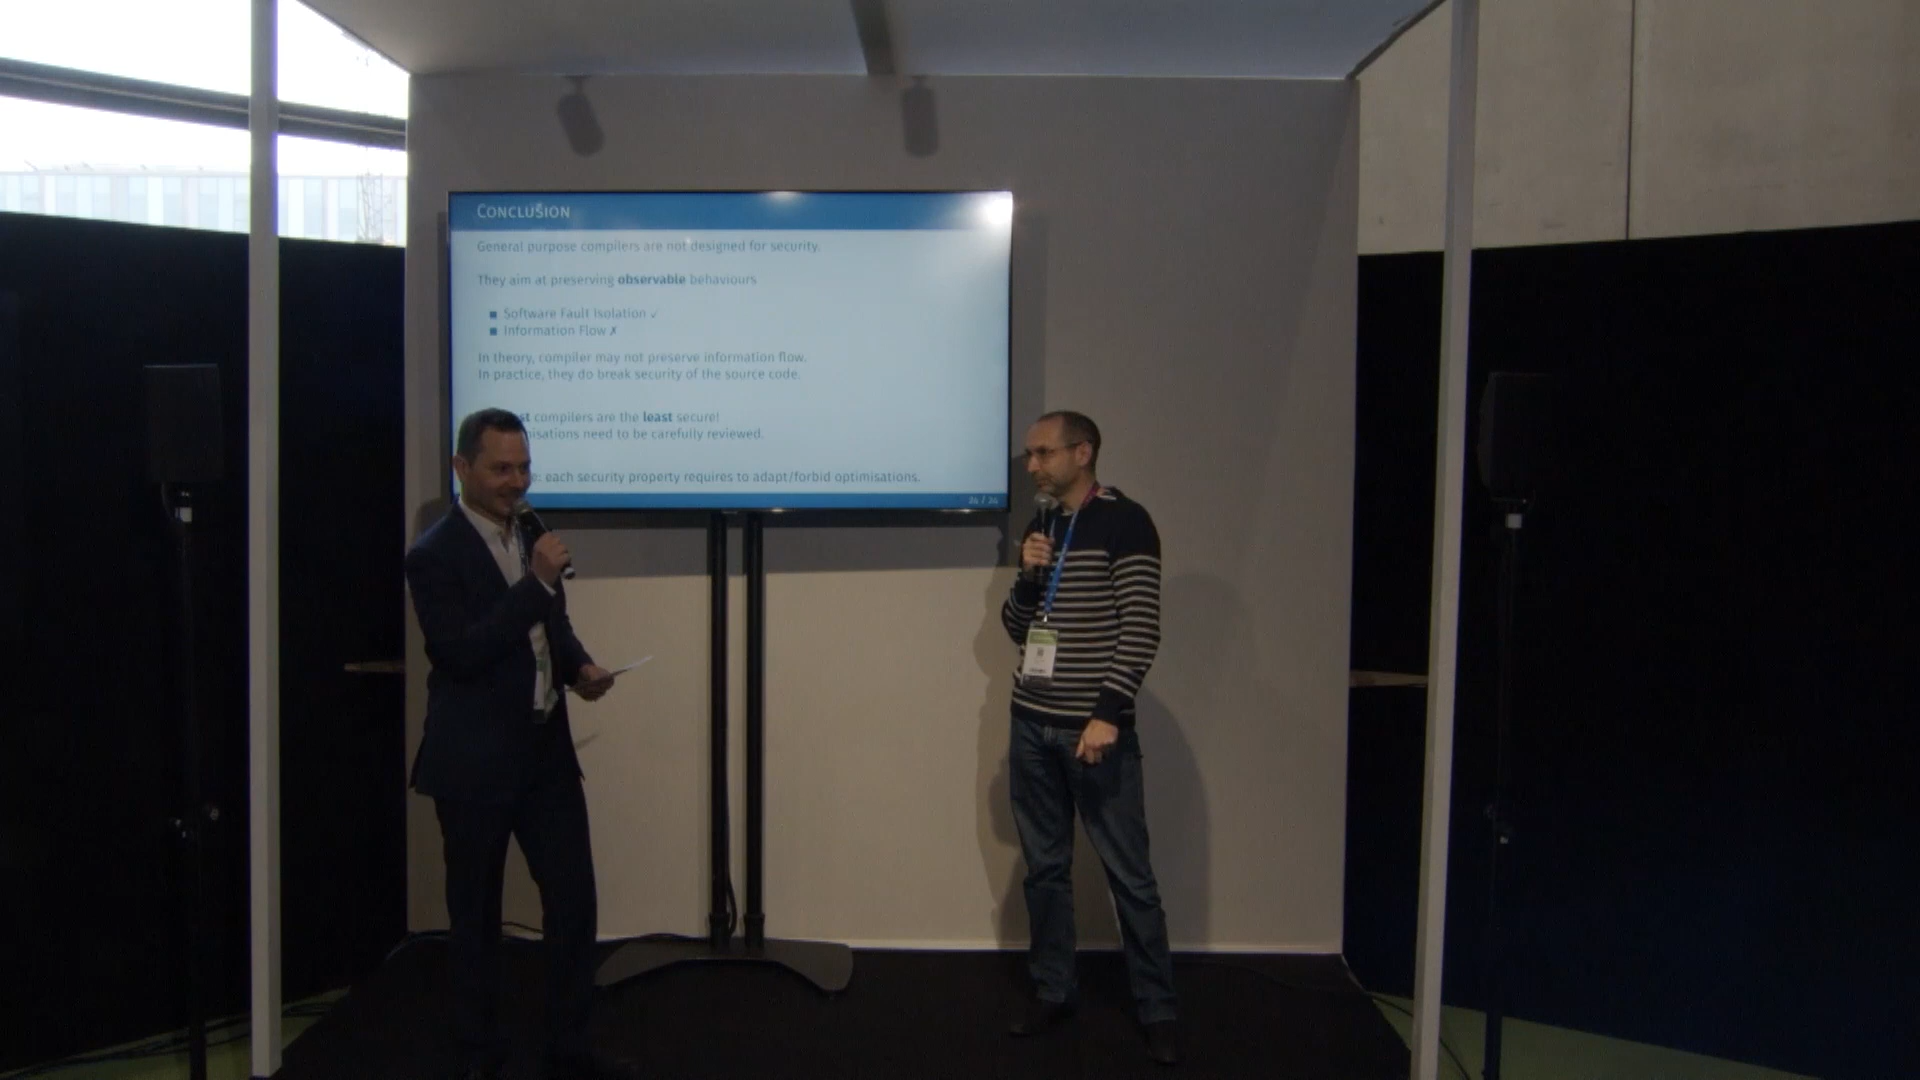 CONCLUSION
General purpose compilers are not designed for security.
They aim at preserving observable behaviours
■ Software Fault Isolation ✓
■ Information Flow ✗
In theory, compiler may not preserve information flow.
In practice, they do break security of the source code.
compilers are the least secure!
need to be carefully reviewed.
each security property requires to adapt/forbid optimisations.